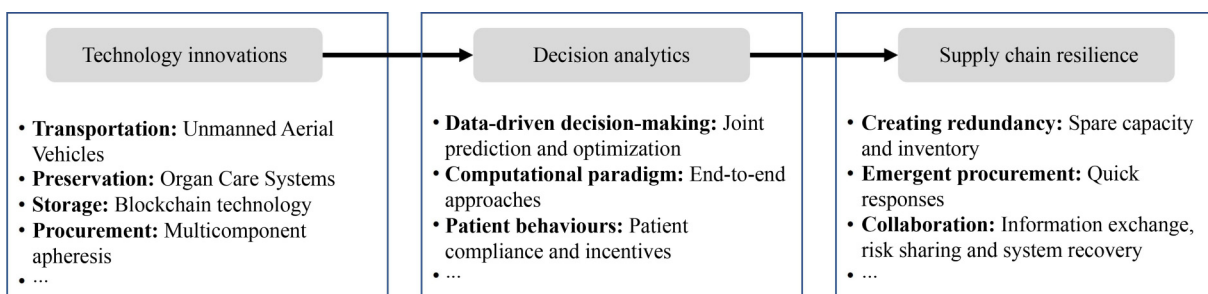 Technology innovations
• Transportation: Unmanned Aerial
Vehicles
• Preservation: Organ Care Systems
• Storage: Blockchain technology
• Procurement: Multicomponent
apheresis
• ...
Decision analytics
• Data-driven decision-making: Joint
prediction and optimization
• Computational paradigm: End-to-end
approaches
• Patient behaviours: Patient
compliance and incentives
• ...
Supply chain resilience
• Creating redundancy: Spare capacity
and inventory
• Emergent procurement: Quick
responses
• Collaboration: Information exchange,
risk sharing and system recovery
• ...